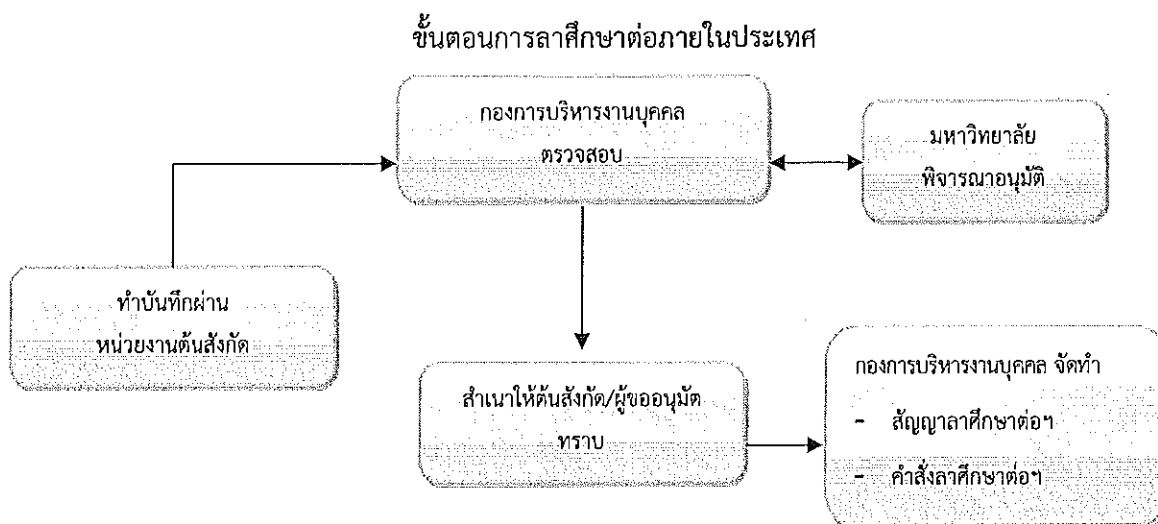 ขั้นตอนการลาศึกษาต่อภายในประเทศ
กองการบริหารงานบุคคล
ตรวจสอบ
มหาวิทยาลัย
พิจารณาอนุมัติ
ทำบันทึกผ่าน
หน่วยงานต้นสังกัด
สำเนาให้ต้นสังกัด/ผู้ขออนุมัต
ทราบ
กองการบริหารงานบุคคล จัดทำ
- สัญญาลาศึกษาต่อฯ
- คำสั่งลาศึกษาต่อฯ